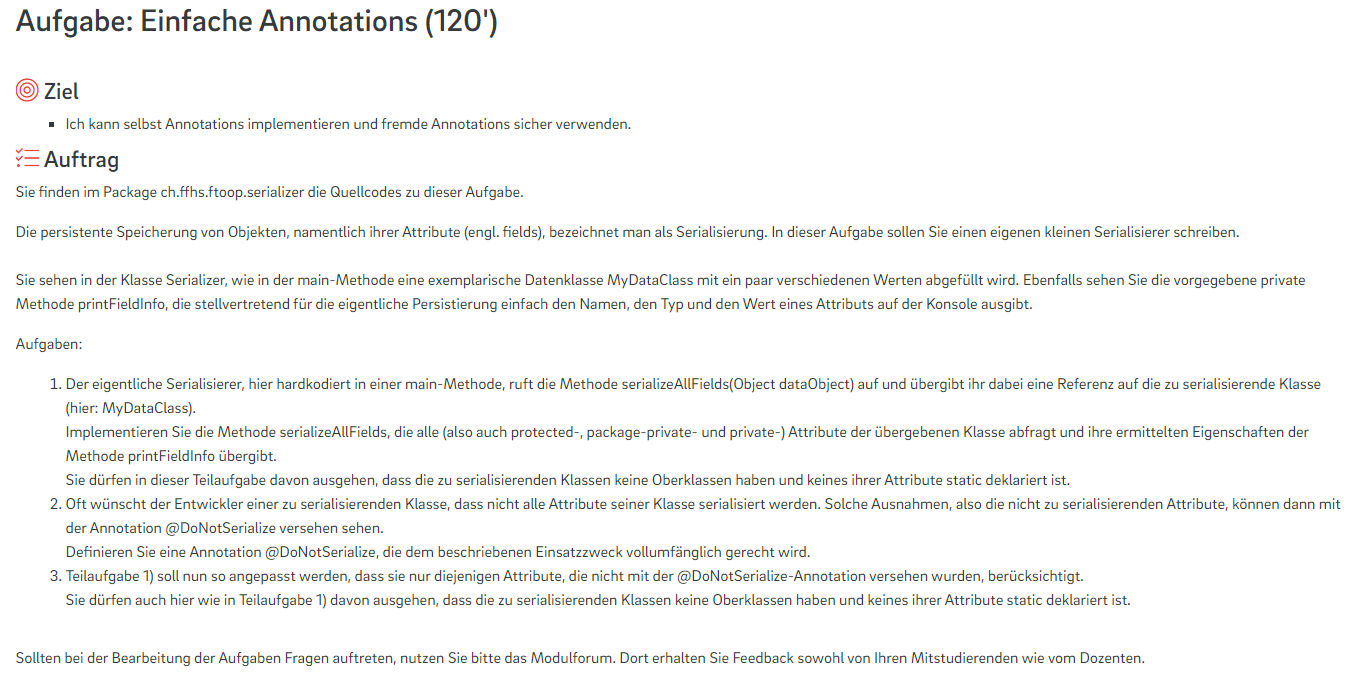 Aufgabe: Einfache Annotations (120')
Ziel
▪ Ich kann selbst Annotations implementieren und fremde Annotations sicher verwenden.
Auftrag
Sie finden im Package ch.ffhs.ftoop.serializer die Quellcodes zu dieser Aufgabe.
Die persistente Speicherung von Objekten, namentlich ihrer Attribute (engl. fields), bezeichnet man als Serialisierung. In dieser Aufgabe sollen Sie einen eigenen kleinen Serialisierer schreiben.
Sie sehen in der Klasse Serializer, wie in der main-Methode eine exemplarische Datenklasse MyDataClass mit ein paar verschiedenen Werten abgefüllt wird. Ebenfalls sehen Sie die vorgegebene private
Methode printFieldInfo, die stellvertretend für die eigentliche Persistierung einfach den Namen, den Typ und den Wert eines Attributs auf der Konsole ausgibt.
Aufgaben:
1. Der eigentliche Serialisierer, hier hardkodiert in einer main-Methode, ruft die Methode serializeAllFields(Object dataObject) auf und übergibt ihr dabei eine Referenz auf die zu serialisierende Klasse
(hier: MyDataClass).
Implementieren Sie die Methode serializeAllFields, die alle (also auch protected-, package-private- und private-) Attribute der übergebenen Klasse abfragt und ihre ermittelten Eigenschaften der
Methode printFieldInfo übergibt.
Sie dürfen in dieser Teilaufgabe davon ausgehen, dass die zu serialisierenden Klassen keine Oberklassen haben und keines ihrer Attribute static deklariert ist.
2. Oft wünscht der Entwickler einer zu serialisierenden Klasse, dass nicht alle Attribute seiner Klasse serialisiert werden. Solche Ausnahmen, also die nicht zu serialisierenden Attribute, können dann mit
der Annotation @DoNotSerialize versehen sehen.
Definieren Sie eine Annotation @DoNotSerialize, die dem beschriebenen Einsatzzweck vollumfänglich gerecht wird.
3. Teilaufgabe 1) soll nun so angepasst werden, dass sie nur diejenigen Attribute, die nicht mit der @DoNotSerialize-Annotation versehen wurden, berücksichtigt.
Sie dürfen auch hier wie in Teilaufgabe 1) davon ausgehen, dass die zu serialisierenden Klassen keine Oberklassen haben und keines ihrer Attribute static deklariert ist.
Sollten bei der Bearbeitung der Aufgaben Fragen auftreten, nutzen Sie bitte das Modulforum. Dort erhalten Sie Feedback sowohl von Ihren Mitstudierenden wie vom Dozenten.